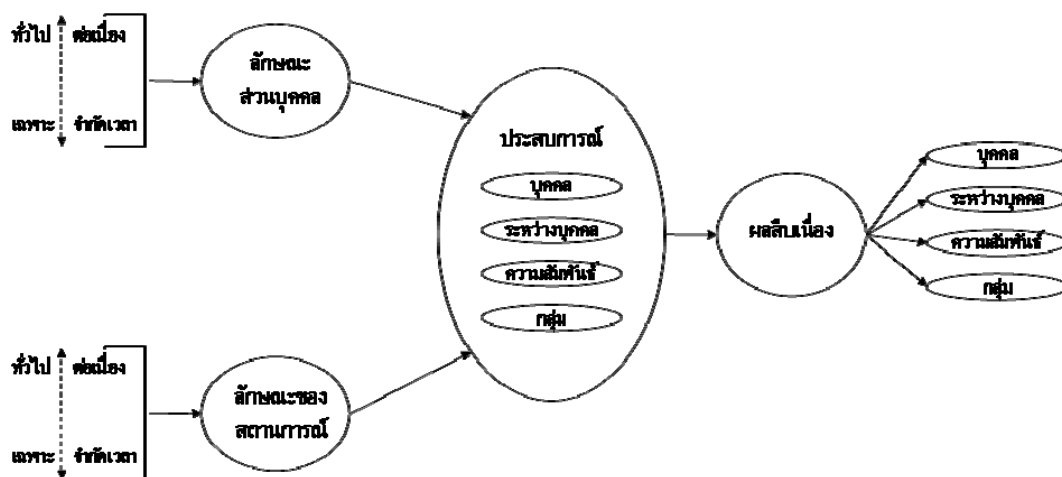 ทั่วไป ต่อเนื่อง
เฉพาะ จำกัดเวลา
ลักษณะ
ส่วนบุคคล
ประสบการณ์
บุคคล
ระหว่างบุคคล
ความสัมพันธ์
กลุ่ม
ผลสืบเนื่อง
บุคคล
ระหว่างบุคคล
ความสัมพันธ์
กลุ่ม
ทั่วไป ต่อเนื่อง
เฉพาะ จำกัดเวลา
ลักษณะของ
สถานการณ์